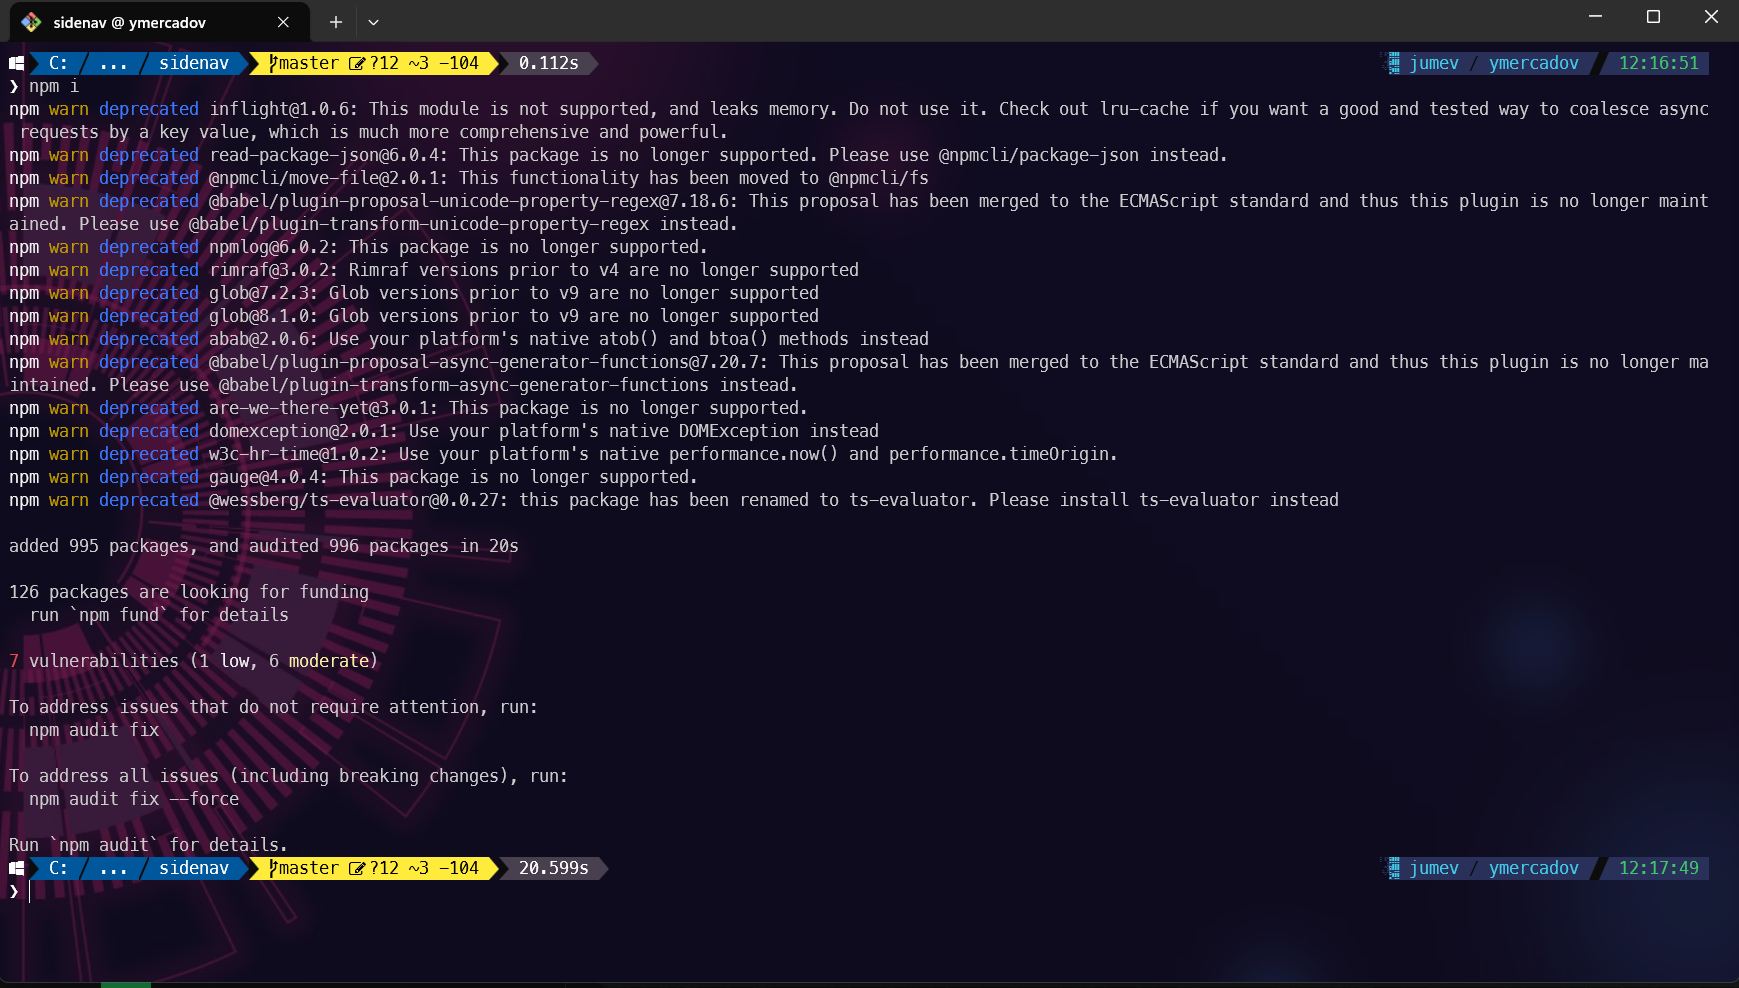 sidenav @ ymercadov
C: / ... / sidenav master ?12 ~3 -104 0.112s jumev / ymercadov 12:16:51
❯ npm i
npm warn deprecated inflight@1.0.6: This module is not supported, and leaks memory. Do not use it. Check out lru-cache if you want a good and tested way to coalesce async
requests by a key value, which is much more comprehensive and powerful.
npm warn deprecated read-package-json@6.0.4: This package is no longer supported. Please use @npmcli/package-json instead.
npm warn deprecated @npmcli/move-file@2.0.1: This functionality has been moved to @npmcli/fs
npm warn deprecated @babel/plugin-proposal-unicode-property-regex@7.18.6: This proposal has been merged to the ECMAScript standard and thus this plugin is no longer maint
ained. Please use @babel/plugin-transform-unicode-property-regex instead.
npm warn deprecated npmlog@6.0.2: This package is no longer supported.
npm warn deprecated rimraf@3.0.2: Rimraf versions prior to v4 are no longer supported
npm warn deprecated glob@7.2.3: Glob versions prior to v9 are no longer supported
npm warn deprecated glob@8.1.0: Glob versions prior to v9 are no longer supported
npm warn deprecated abab@2.0.6: Use your platform's native atob() and btoa() methods instead
npm warn deprecated @babel/plugin-proposal-async-generator-functions@7.20.7: This proposal has been merged to the ECMAScript standard and thus this plugin is no longer ma
intained. Please use @babel/plugin-transform-async-generator-functions instead.
npm warn deprecated are-we-there-yet@3.0.1: This package is no longer supported.
npm warn deprecated domexception@2.0.1: Use your platform's native DOMException instead
npm warn deprecated w3c-hr-time@1.0.2: Use your platform's native performance.now() and performance.timeOrigin.
npm warn deprecated gauge@4.0.4: This package is no longer supported.
npm warn deprecated @wessberg/ts-evaluator@0.0.27: this package has been renamed to ts-evaluator. Please install ts-evaluator instead
added 995 packages, and audited 996 packages in 20s
126 packages are looking for funding
run `npm fund` for details
7 vulnerabilities (1 low, 6 moderate)
To address issues that do not require attention, run:
npm audit fix
To address all issues (including breaking changes), run:
npm audit fix --force
Run `npm audit` for details.
C: / ... / sidenav master ?12 ~3 -104 20.599s jumev / ymercadov 12:17:49
❯